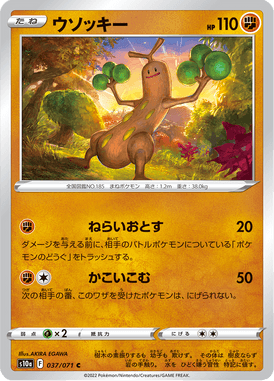 たね ウソッキー HP 110
全国図鑑NO.185 まねポケモン 高さ:1.2m 重さ:38.0kg
ねらいおとす 20
ダメージを与える前に、相手のバトルポケモンについている「ポケモンのどうぐ」をトラッシュする。
かこいこむ 50
次の相手の番、このワザを受けたポケモンは、にげられない。
弱点 ×2 抵抗力 にげる
Illus. AKIRA EGAWA
s10a F 037/071 C
©2022 Pokémon/Nintendo/Creatures/GAME FREAK.